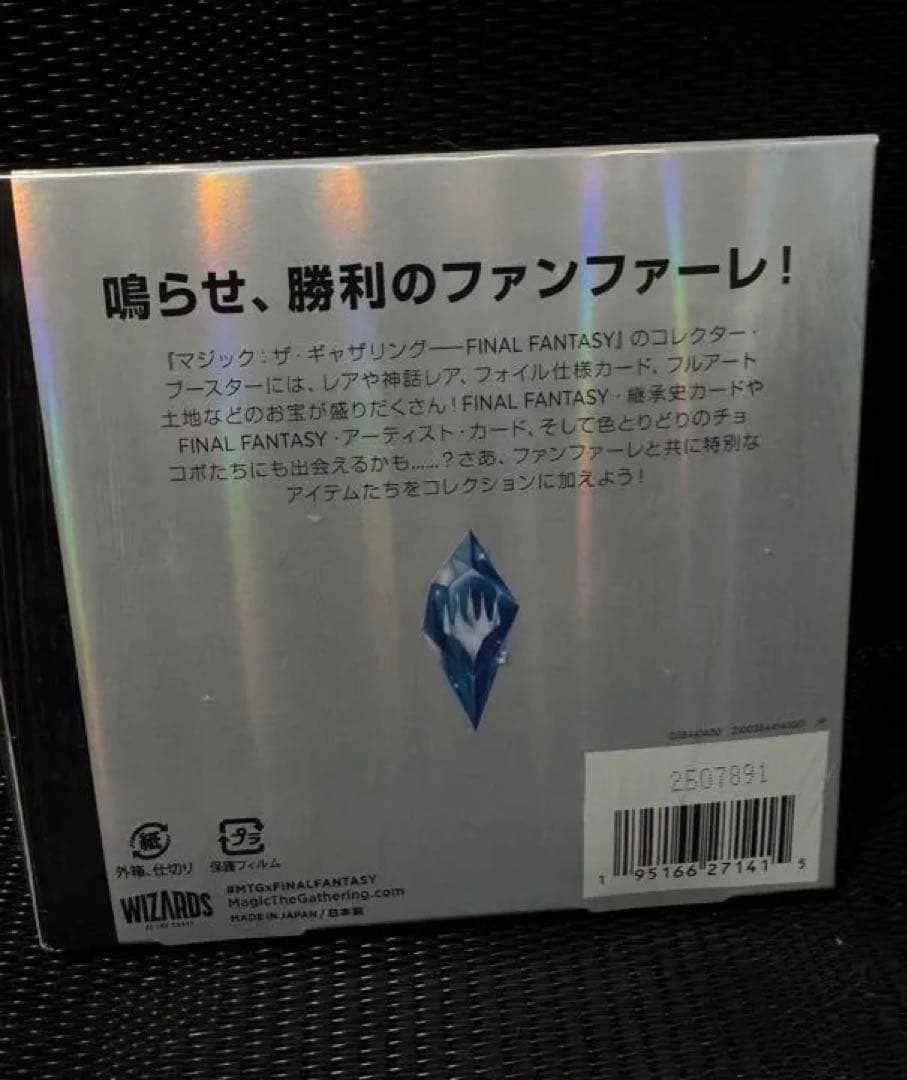 鳴らせ、勝利のファンファーレ！
『マジック：ザ・ギャザリング——FINAL FANTASY』のコレクター・
ブースターには、レアや神話レア、フォイル仕様カード、フルアート
土地などのお宝が盛りだくさん！FINAL FANTASY・継承史カードや
FINAL FANTASY・アーティスト・カード、そして色とりどりのチョ
コボたちにも出会えるかも……？さあ、ファンファーレと共に特別な
アイテムたちをコレクションに加えよう！
2507891
1 95166 27141 5
紙
プラ
外箱、仕切り
保護フィルム
WIZARDS
OF THE COAST
#MTGxFINALFANTASY
MagicTheGathering.com
MADE IN JAPAN / 日本製